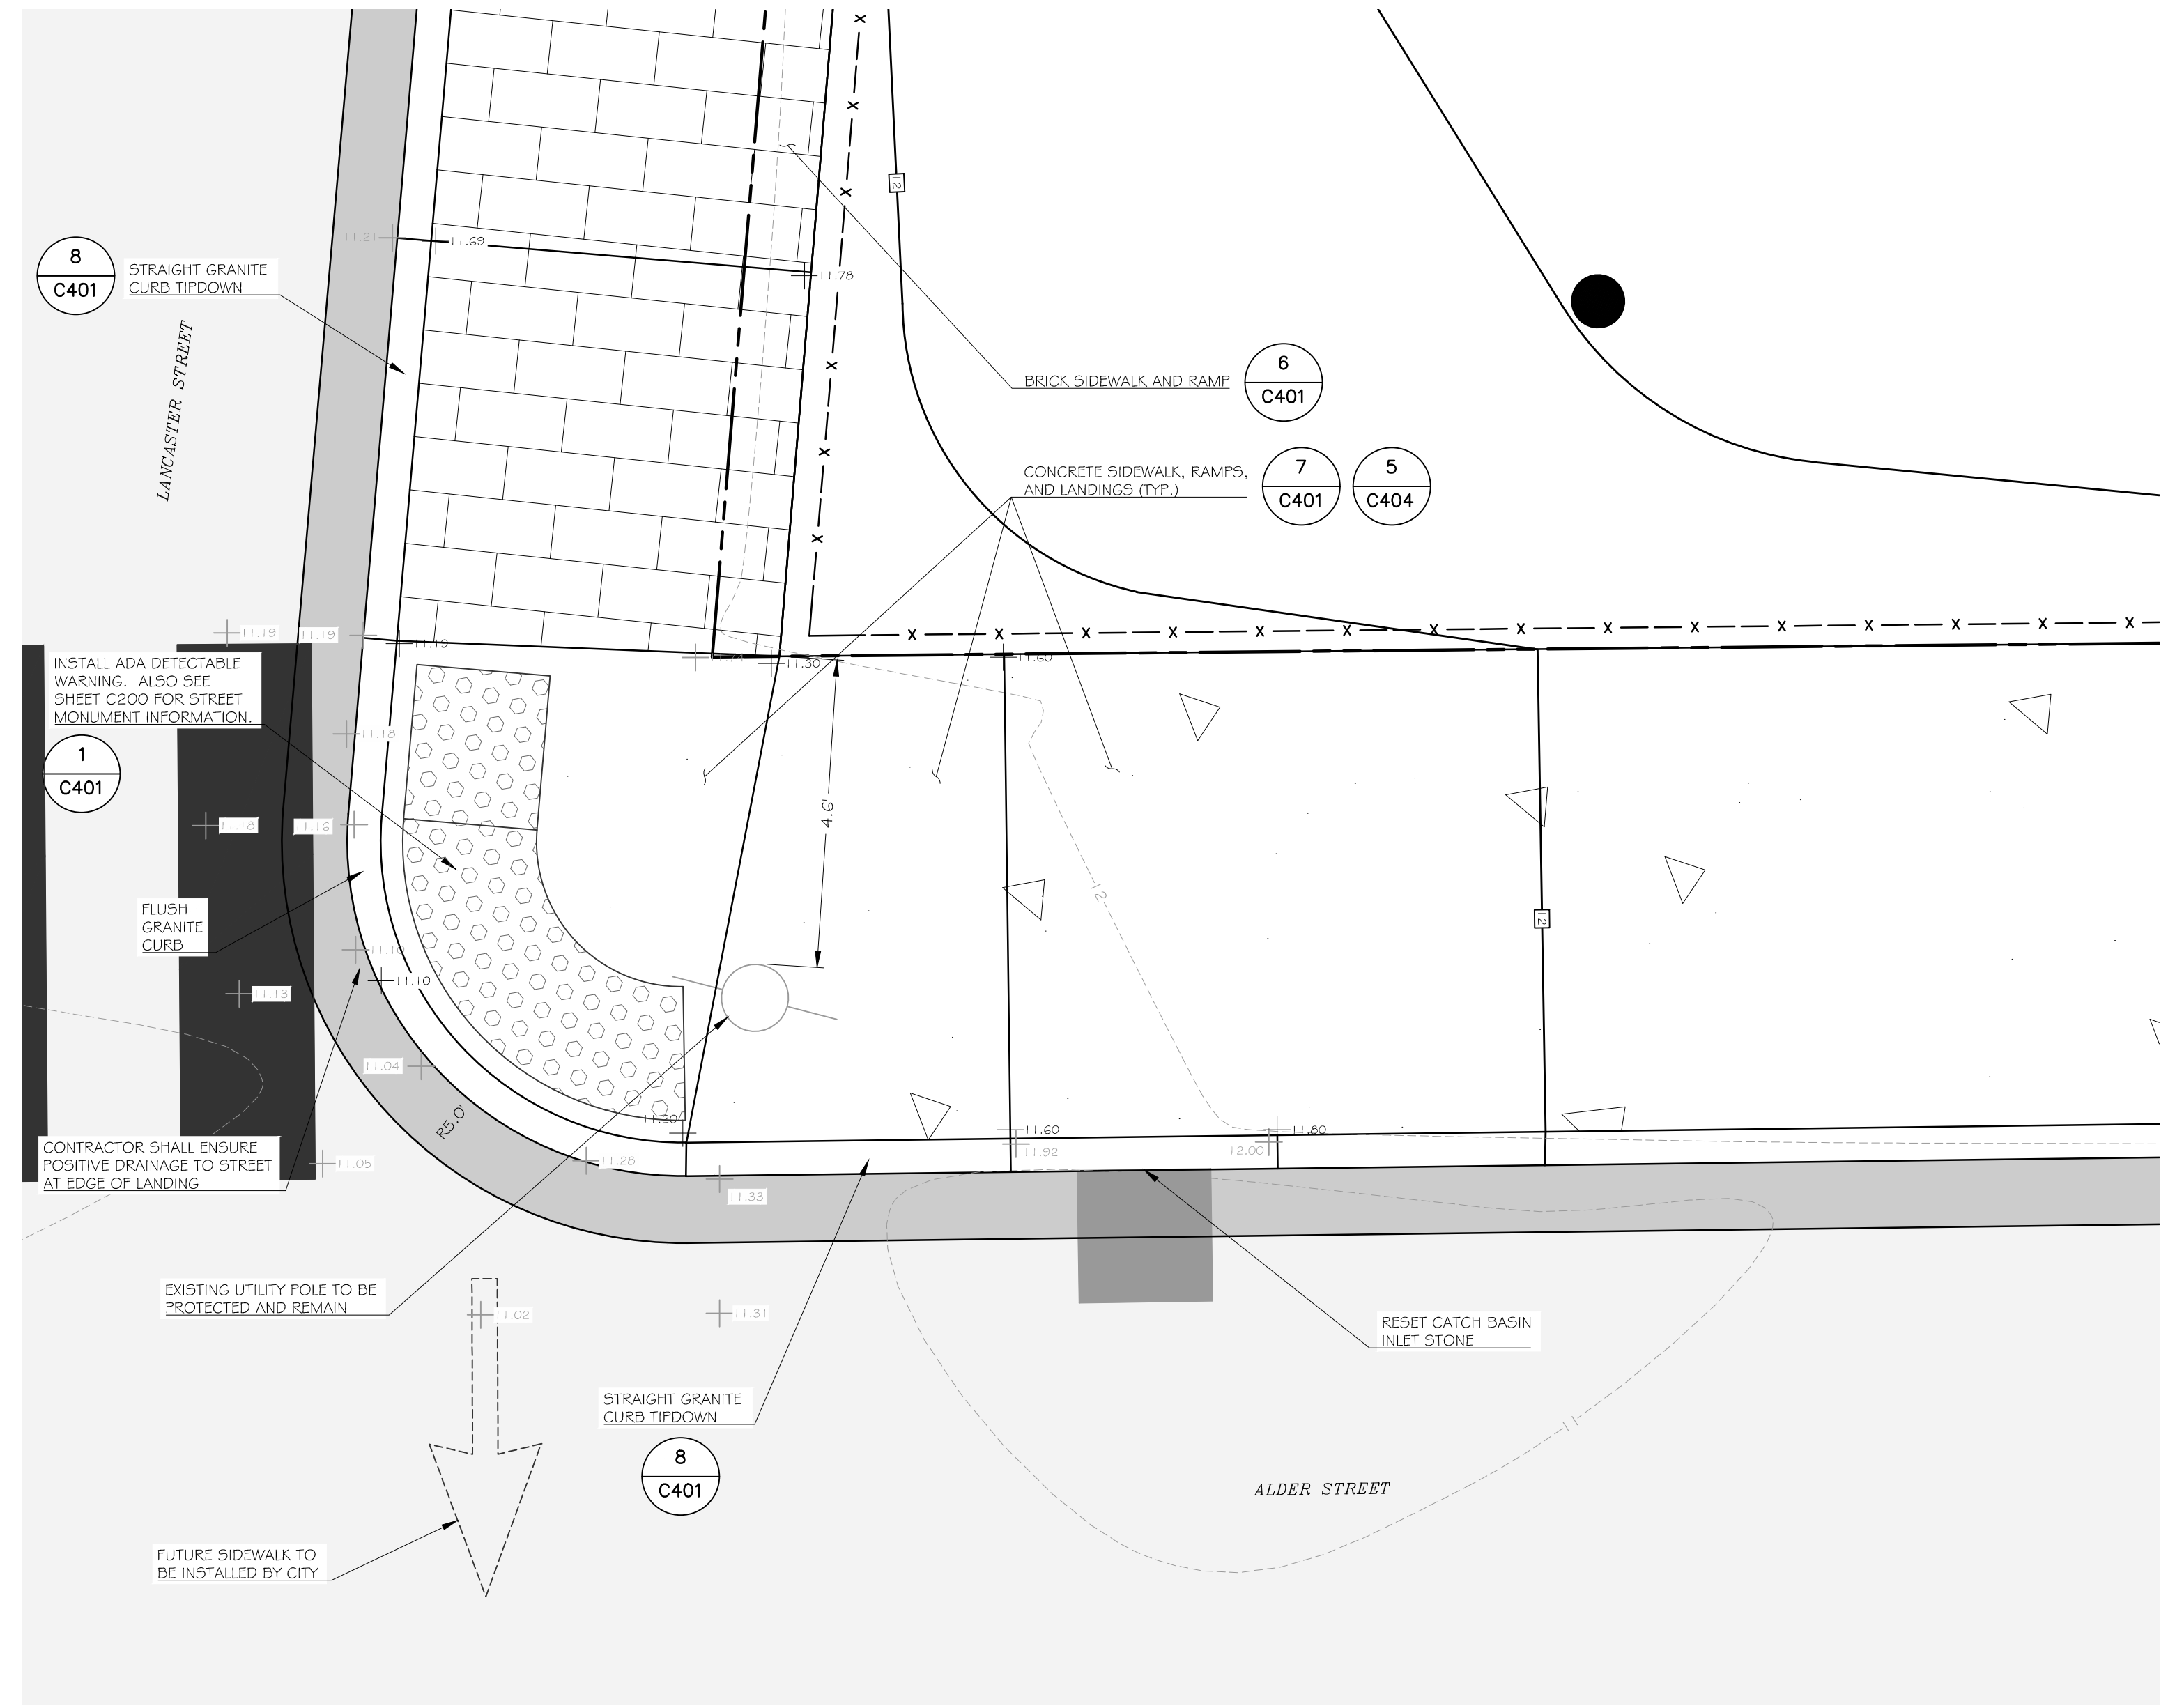 12
11.21
11.69
11.78
8
C401
STRAIGHT GRANITE
CURB TIPDOWN
LANCASTER STREET
BRICK SIDEWALK AND RAMP
6
C401
CONCRETE SIDEWALK, RAMPS,
AND LANDINGS (TYP.)
7
C401
5
C404
11.19
11.19
11.19
11.30
11.60
INSTALL ADA DETECTABLE
WARNING. ALSO SEE
SHEET C200 FOR STREET
MONUMENT INFORMATION.
1
C401
11.18
11.18
11.16
4.6'
12
12
FLUSH
GRANITE
CURB
11.10
11.10
11.13
11.04
R5.0'
11.20
11.60
11.92
11.80
12.00
CONTRACTOR SHALL ENSURE
POSITIVE DRAINAGE TO STREET
AT EDGE OF LANDING
11.05
11.28
11.33
EXISTING UTILITY POLE TO BE
PROTECTED AND REMAIN
11.02
11.31
RESET CATCH BASIN
INLET STONE
STRAIGHT GRANITE
CURB TIPDOWN
8
C401
11
ALDER STREET
FUTURE SIDEWALK TO
BE INSTALLED BY CITY